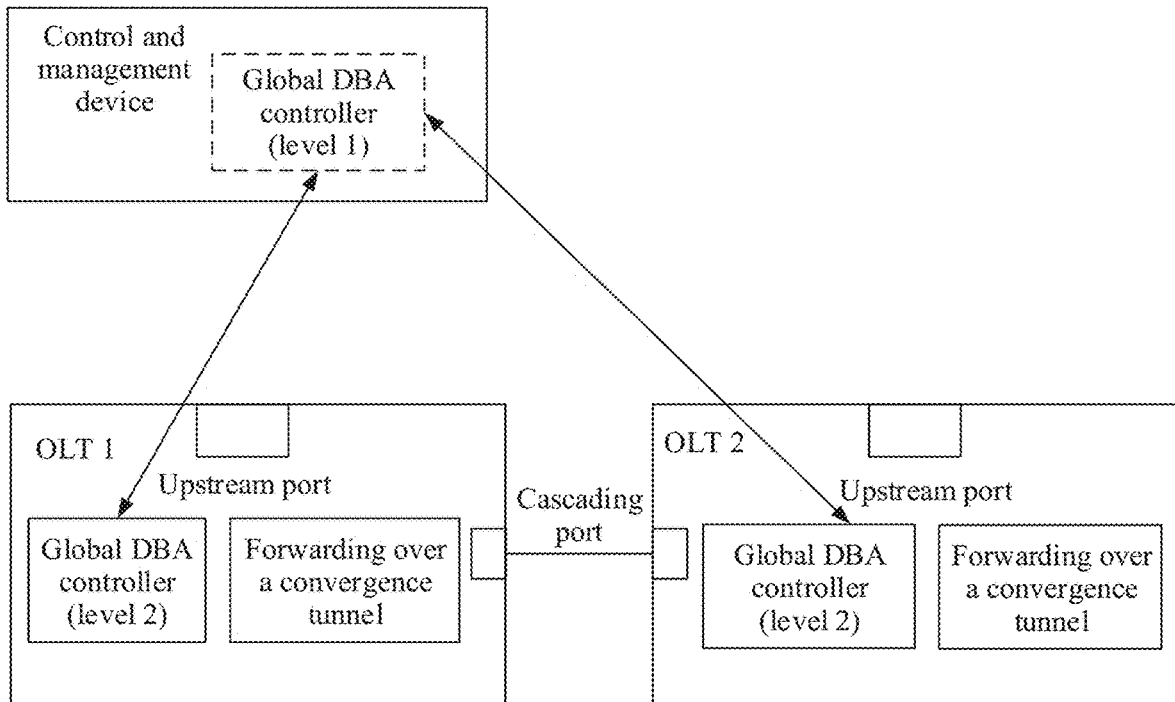 Control and
management
device
Global DBA
controller
(level 1)
OLT 1
Upstream port
Global DBA
controller
(level 2)
Forwarding over
a convergence
tunnel
Cascading
port
OLT 2
Upstream port
Global DBA
controller
(level 2)
Forwarding over
a convergence
tunnel